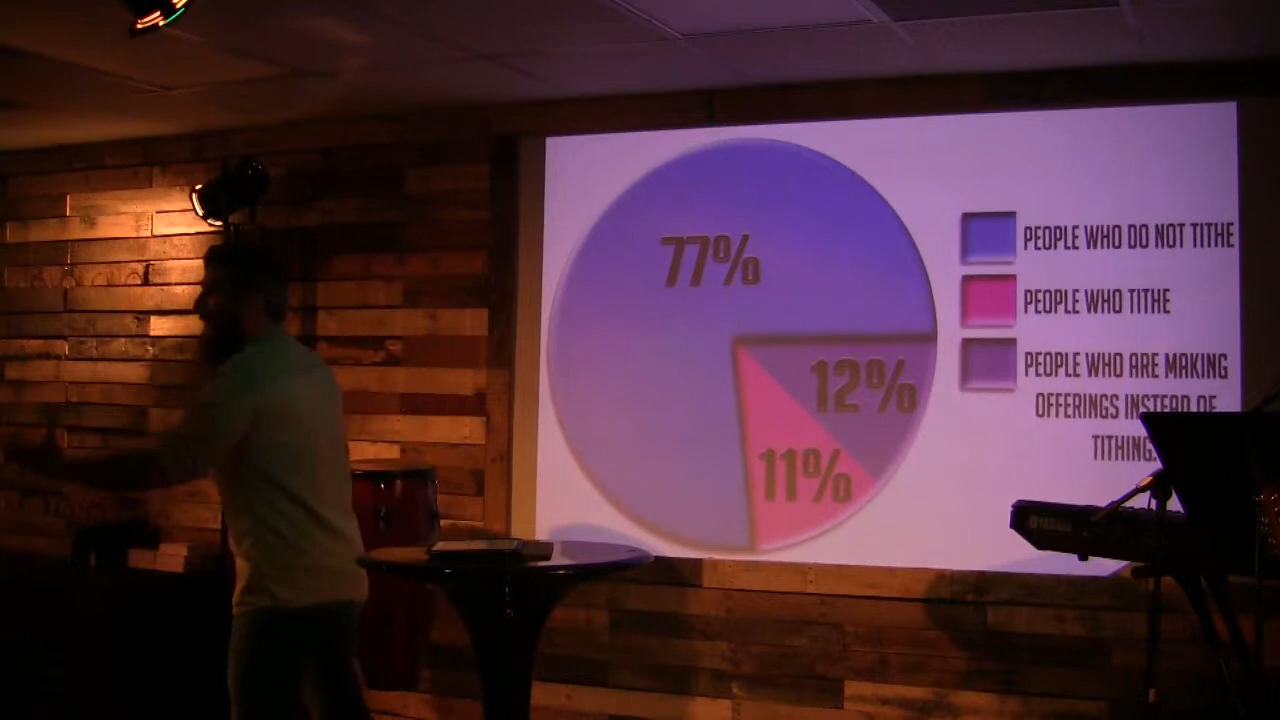 77%
12%
11%
PEOPLE WHO DO NOT TITHE
PEOPLE WHO TITHE
PEOPLE WHO ARE MAKING
OFFERINGS INSTEAD OF
TITHING.
YAMAHA